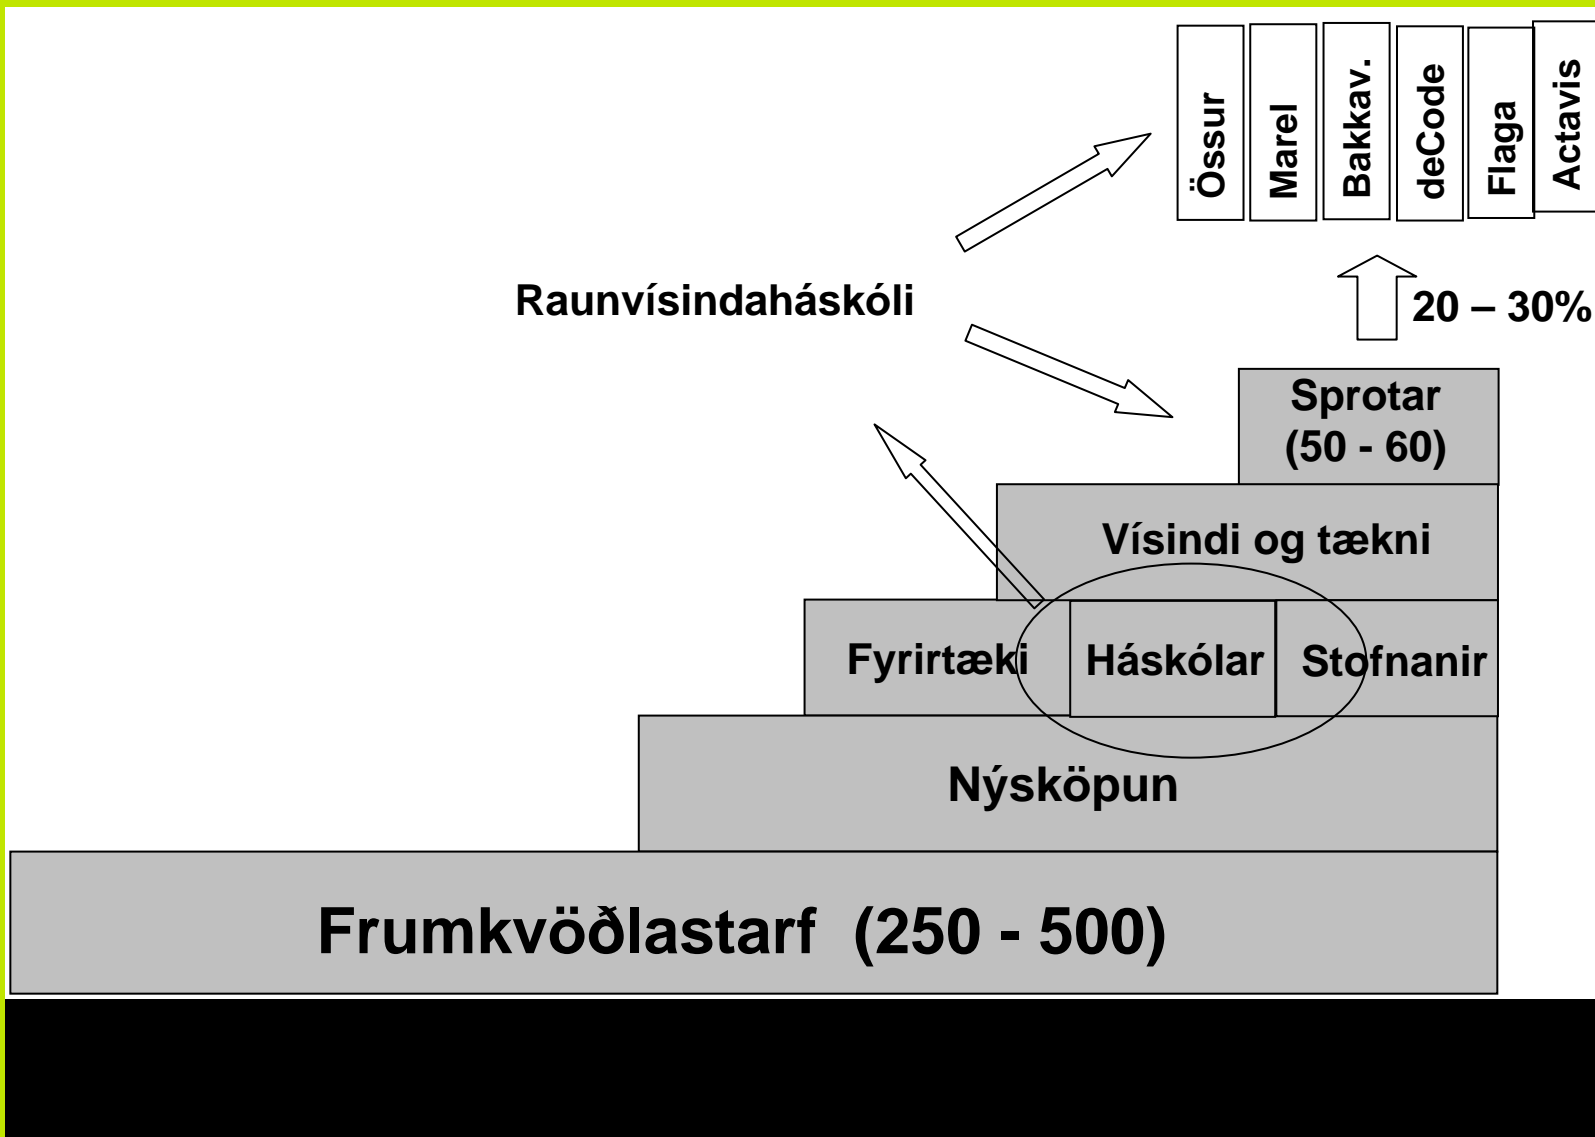 Össur
Marel
Bakkav.
deCode
Flaga
Actavis
Raunvísindaháskóli
20 – 30%
Sprotar
(50 - 60)
Vísindi og tækni
Fyrirtæki
Háskólar
Stofnanir
Nýsköpun
Frumkvöðlastarf (250 - 500)